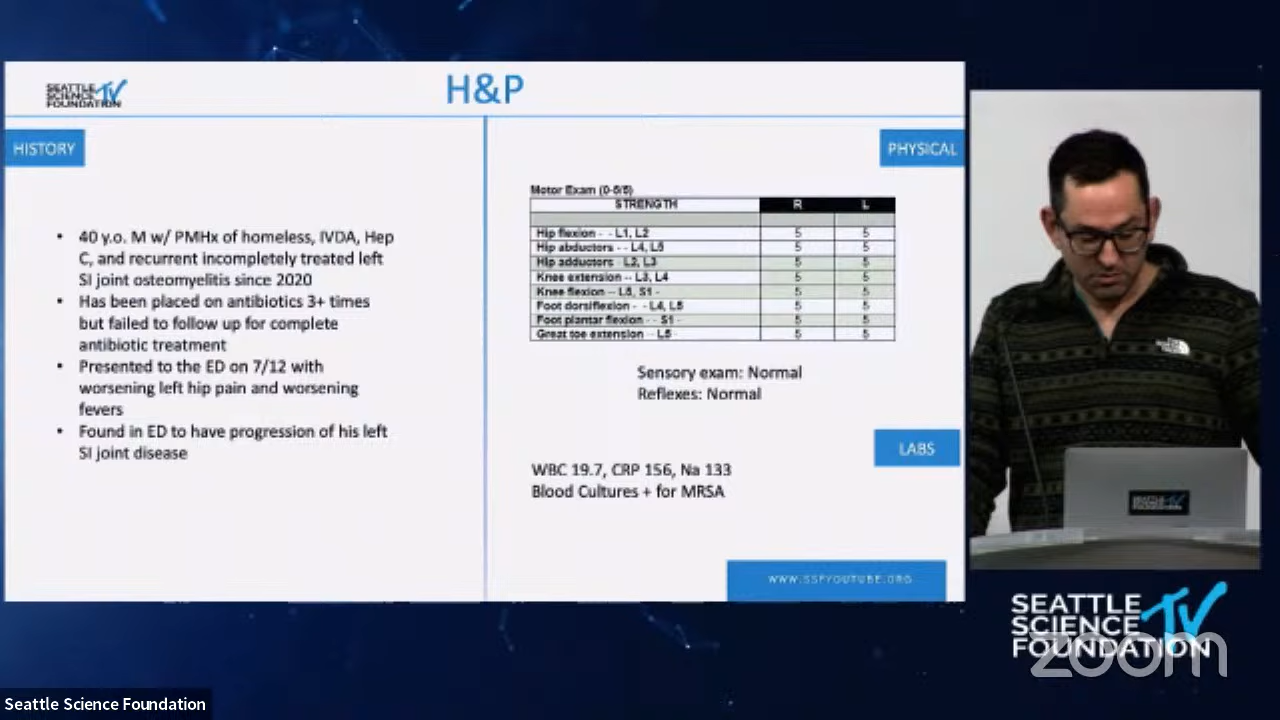 SEATTLE
SCIENCE TV
FOUNDATION
H&P
HISTORY
PHYSICAL
• 40 y.o. M w/ PMHx of homeless, IVDA, Hep
C, and recurrent incompletely treated left
SI joint osteomyelitis since 2020
• Has been placed on antibiotics 3+ times
but failed to follow up for complete
antibiotic treatment
• Presented to the ED on 7/12 with
worsening left hip pain and worsening
fevers
• Found in ED to have progression of his left
SI joint disease
Motor Exam (0-5/5)
STRENGTH R L
Hip flexion - - L1, L2 5 5
Hip abductors - - L4, L5 5 5
Hip adductors - L2, L3 5 5
Knee extension -- L3, L4 5 5
Knee flexion -- L5, S1 - 5 5
Foot dorsiflexion - - L4, L5 5 5
Foot plantar flexion - - S1 - 5 5
Great toe extension - L5 - 5 5
Sensory exam: Normal
Reflexes: Normal
LABS
WBC 19.7, CRP 156, Na 133
Blood Cultures + for MRSA
WWW.SSFYOUTUBE.ORG
SEATTLE
SCIENCE TV
FOUNDATION
SEATTLE
SCIENCE TV
FOUNDATION
zoom
Seattle Science Foundation